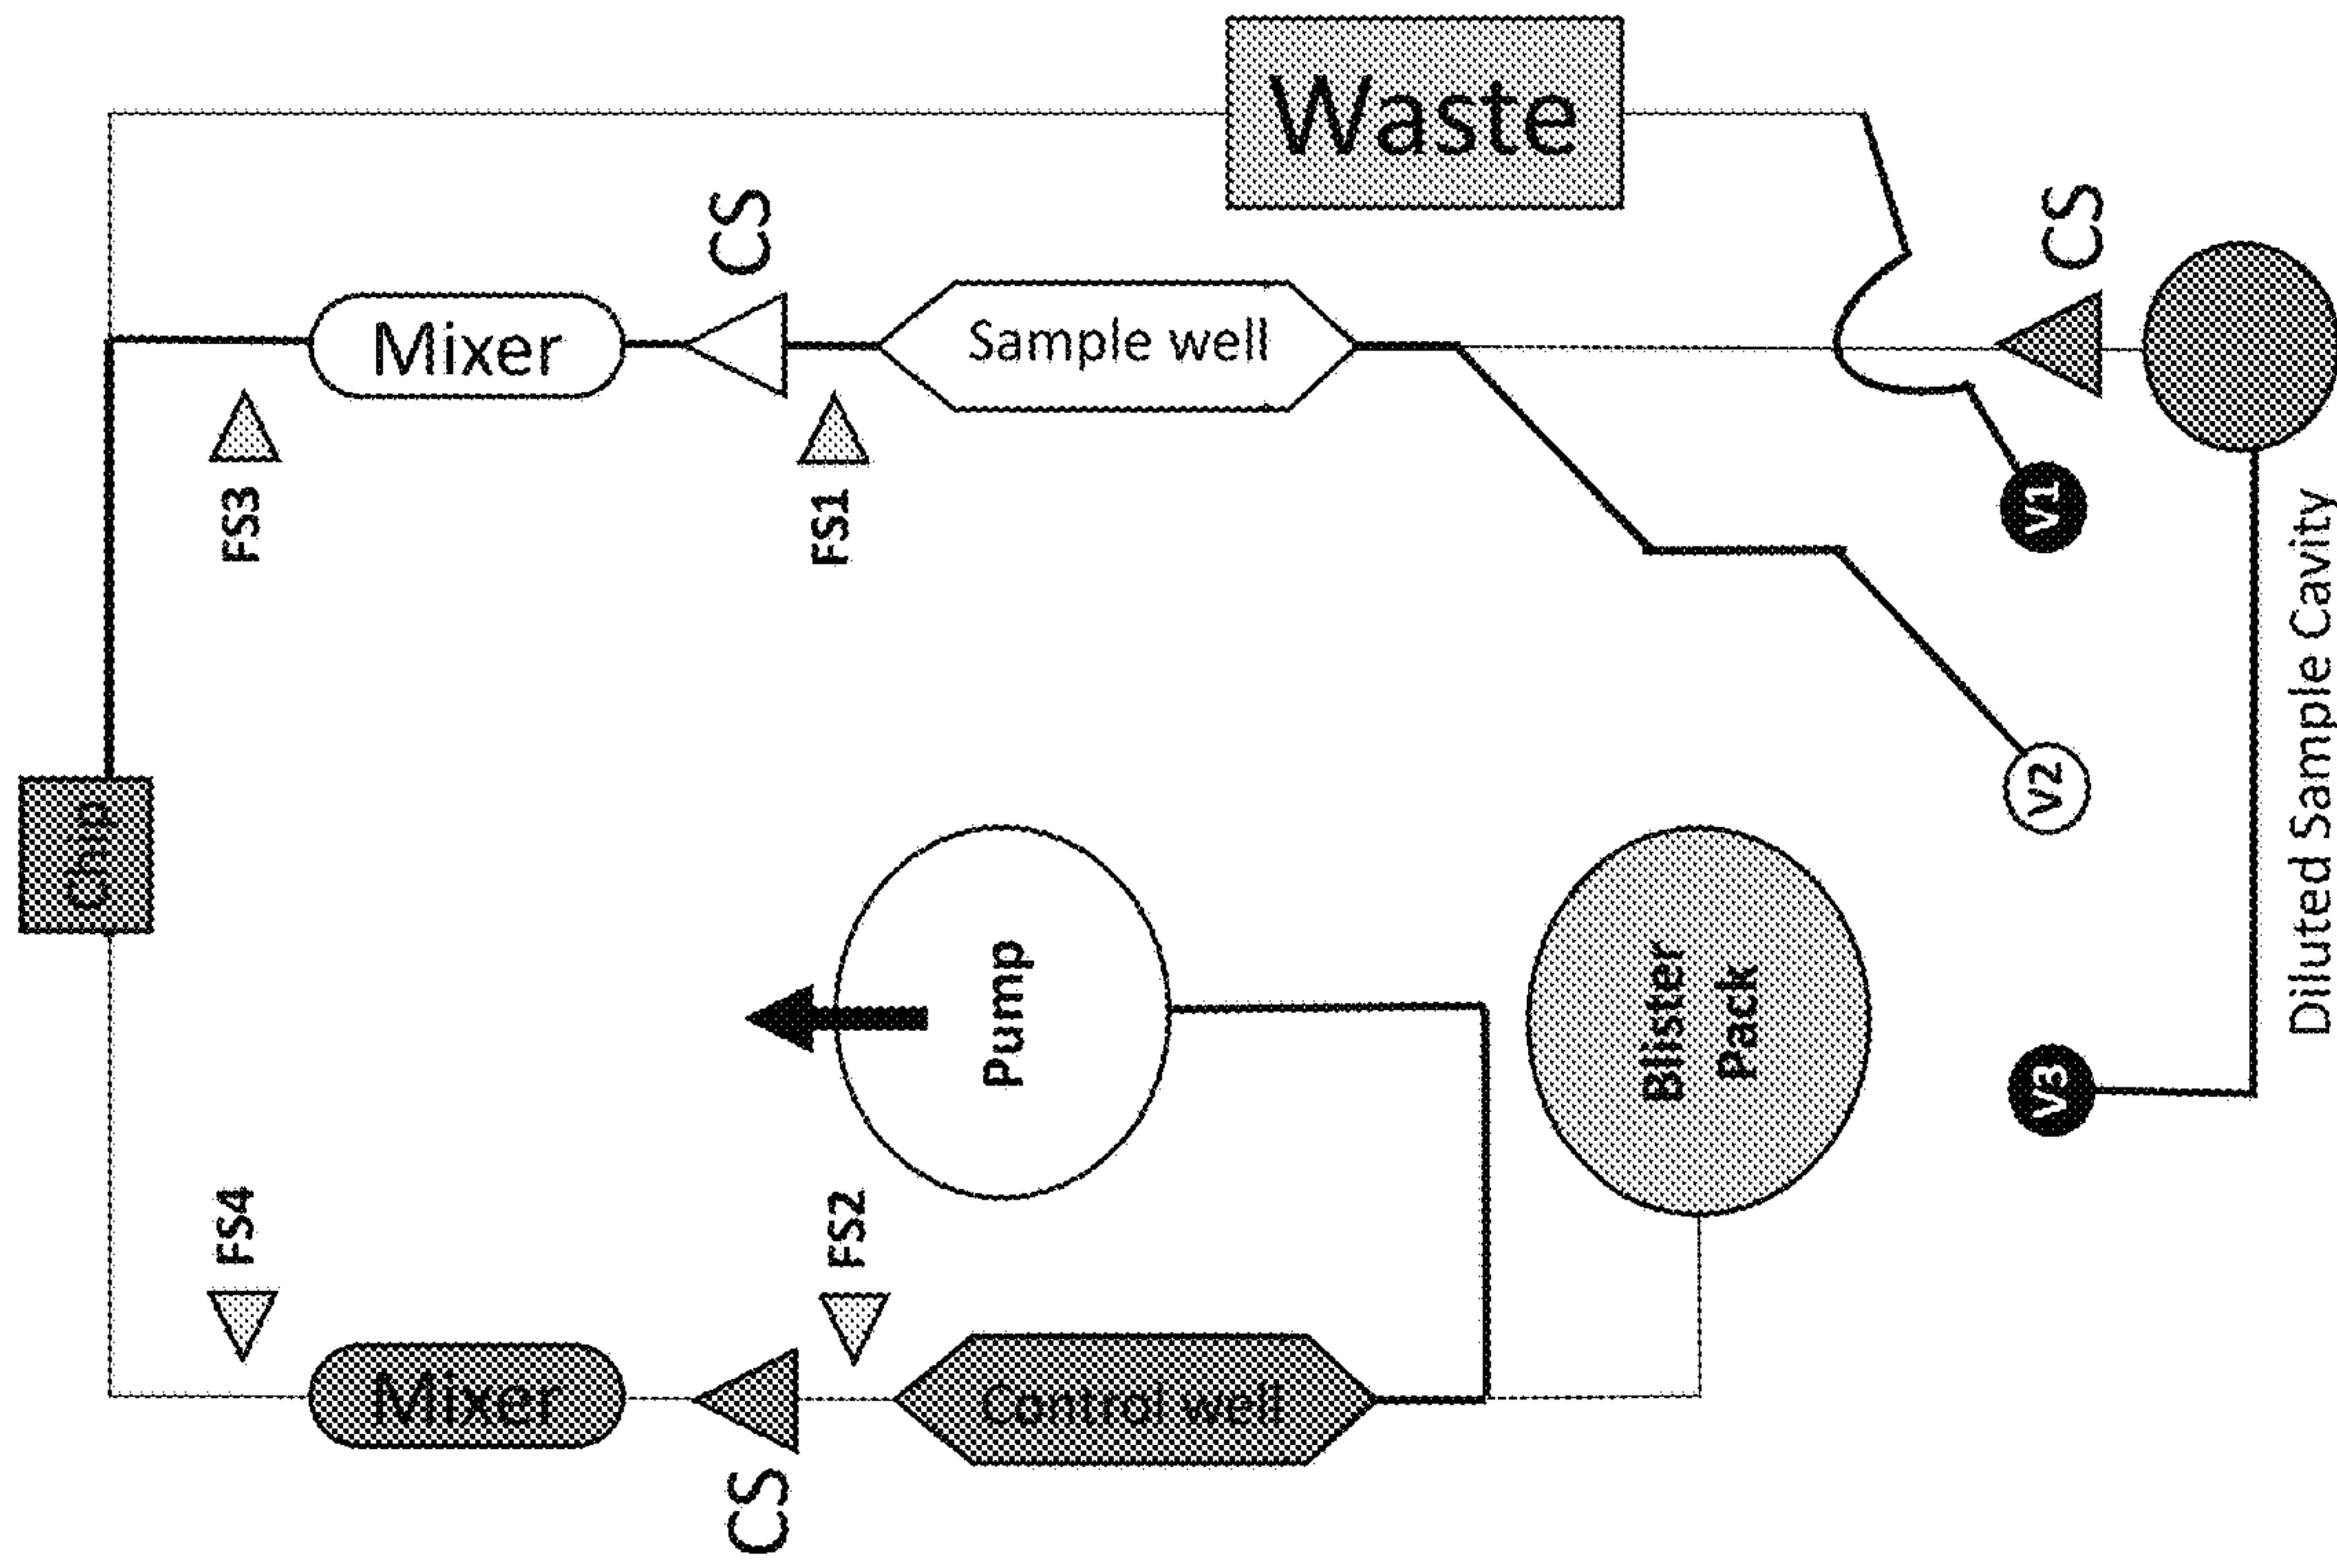 Waste
CS
CS
Mixer
Sample well
FS3
FS1
V1
Chip
V2
Pump
Blister
Pack
Diluted Sample Cavity
V3
FS4
FS2
Mixer
Control well
CS